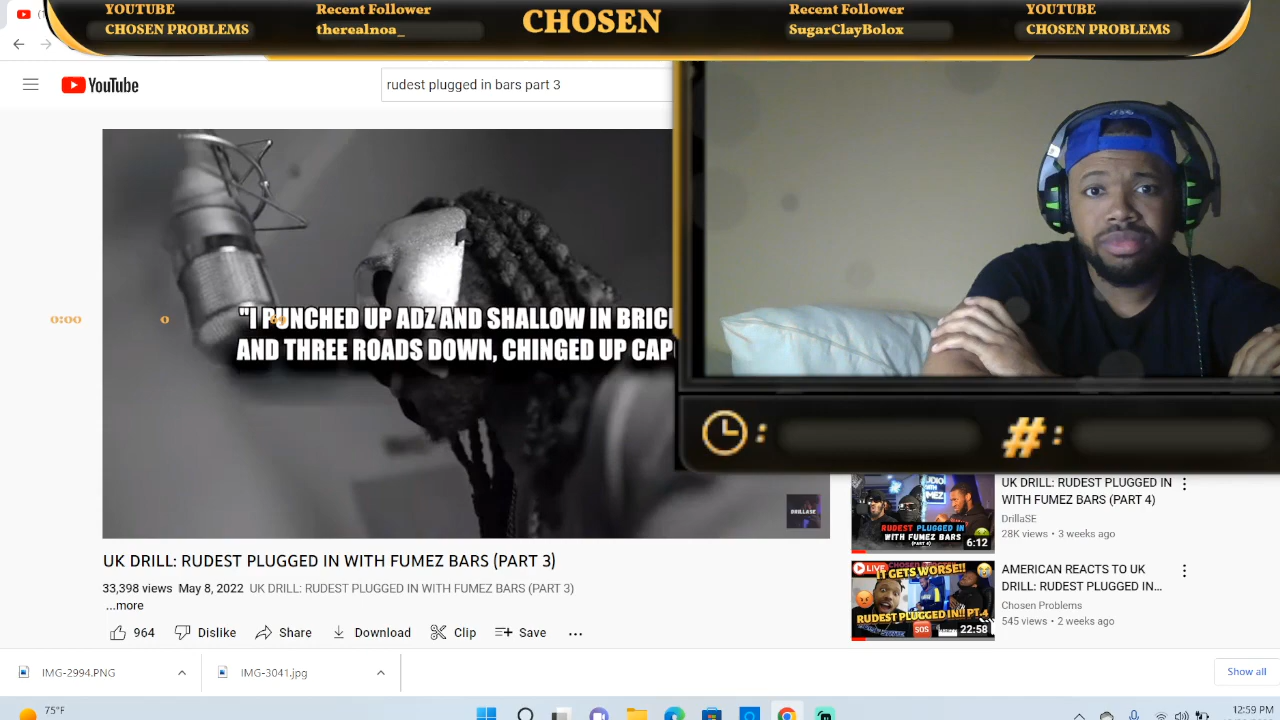 YOUTUBE
CHOSEN PROBLEMS
Recent Follower
therealnoa_
CHOSEN
Recent Follower
SugarClayBolox
YOUTUBE
CHOSEN PROBLEMS
YouTube
rudest plugged in bars part 3
"I PUNCHED UP ADZ AND SHALLOW IN
AND THREE ROADS DOWN, CHINGED UP
0:00
0
DRILLASE
:
#:
UK DRILL: RUDEST PLUGGED IN WITH FUMEZ BARS (PART 3)
33,398 views May 8, 2022 UK DRILL: RUDEST PLUGGED IN WITH FUMEZ BARS (PART 3)
...more
964
Dislike
Share
Download
Clip
Save
RUDEST PLUGGED IN
WITH FUMEZ BARS
6:12
UK DRILL: RUDEST PLUGGED IN
WITH FUMEZ BARS (PART 4)
DrillaSE
28K views • 3 weeks ago
LIVE
IT GETS WORSE!!
RUDEST PLUGGED IN!! PT.4
SOS
22:58
AMERICAN REACTS TO UK
DRILL: RUDEST PLUGGED IN...
Chosen Problems
545 views • 2 weeks ago
IMG-2994.PNG
IMG-3041.jpg
Show all
75°F
12:59 PM